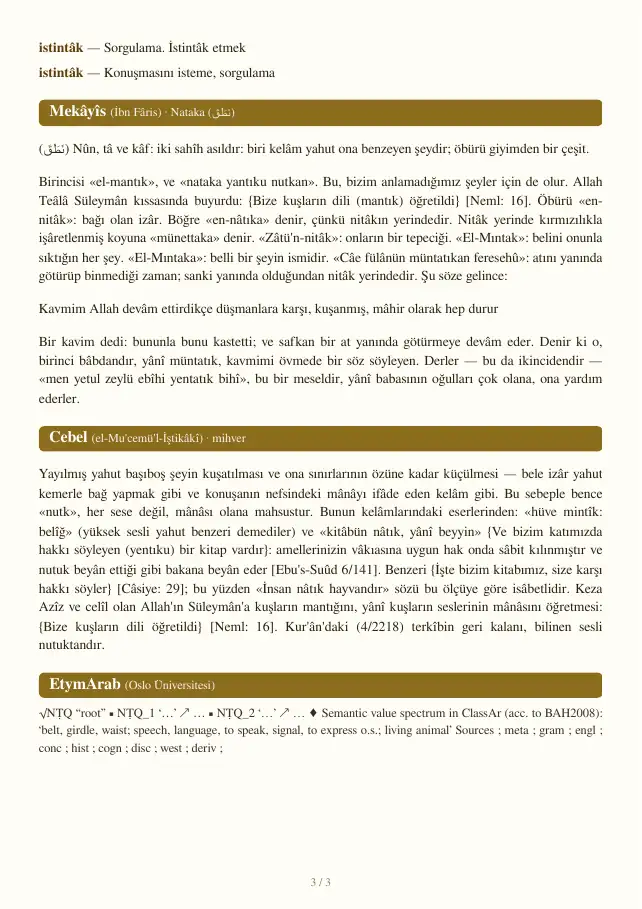 istintâk — Sorgulama. İstintâk etmek
istintâk — Konuşmasını isteme, sorgulama
Mekâyîs (İbn Fâris) · Nataka (نَطَقَ)
(نَطَقَ) Nûn, tâ ve kâf: iki sahîh asıldır: biri kelâm yahut ona benzeyen şeydir; öbürü giyimden bir çeşit.
Birincisi «el-mantık», ve «nataka yantıku nutkan». Bu, bizim anlamadığımız şeyler için de olur. Allah
Teâlâ Süleymân kıssasında buyurdu: {Bize kuşların dili (mantık) öğretildi} [Neml: 16]. Öbürü «en-
nitâk»: bağı olan izâr. Böğre «en-nâtıka» denir, çünkü nitâkın yerindedir. Nitâk yerinde kırmızılıkla
işâretlenmiş koyuna «münettaka» denir. «Zâtü'n-nitâk»: onların bir tepeciği. «El-Mıntak»: belini onunla
sıktığın her şey. «El-Mıntaka»: belli bir şeyin ismidir. «Câe fülânün müntatıkan feresehû»: atını yanında
götürüp binmediği zaman; sanki yanında olduğundan nitâk yerindedir. Şu söze gelince:
Kavmim Allah devâm ettirdikçe düşmanlara karşı, kuşanmış, mâhir olarak hep durur
Bir kavim dedi: bununla bunu kastetti; ve safkan bir at yanında götürmeye devâm eder. Denir ki o,
birinci bâbdandır, yânî müntatık, kavmimi övmede bir söz söyleyen. Derler — bu da ikincidendir —
«men yetul zeylü ebîhi yentatık bihî», bu bir meseldir, yânî babasının oğulları çok olana, ona yardım
ederler.
Cebel (el-Mu'cemü'l-İştikâkî) · mihver
Yayılmış yahut başıboş şeyin kuşatılması ve ona sınırlarının özüne kadar küçülmesi — bele izâr yahut
kemerle bağ yapmak gibi ve konuşanın nefsindeki mânâyı ifâde eden kelâm gibi. Bu sebeple bence
«nutk», her sese değil, mânâsı olana mahsustur. Bunun kelâmlarındaki eserlerinden: «hüve mintîk:
belîğ» (yüksek sesli yahut benzeri demediler) ve «kitâbün nâtık, yânî beyyin» {Ve bizim katımızda
hakkı söyleyen (yentıku) bir kitap vardır}: amellerinizin vâkıasına uygun hak onda sâbit kılınmıştır ve
nutuk beyân ettiği gibi bakana beyân eder [Ebu's-Suûd 6/141]. Benzeri {İşte bizim kitabımız, size karşı
hakkı söyler} [Câsiye: 29]; bu yüzden «İnsan nâtık hayvandır» sözü bu ölçüye göre isâbetlidir. Keza
Azîz ve celîl olan Allah'ın Süleymân'a kuşların mantığını, yânî kuşların seslerinin mânâsını öğretmesi:
{Bize kuşların dili öğretildi} [Neml: 16]. Kur'ân'daki (4/2218) terkîbin geri kalanı, bilinen sesli
nutuktandır.
EtymArab (Oslo Üniversitesi)
√NṬQ “root” ▪ NṬQ_1 ‘…’ ↗ … ▪ NṬQ_2 ‘…’ ↗ … ♦ Semantic value spectrum in ClassAr (acc. to BAH2008):
‘belt, girdle, waist; speech, language, to speak, signal, to express o.s.; living animal’ Sources ; meta ; gram ; engl ;
conc ; hist ; cogn ; disc ; west ; deriv ;
3 / 3